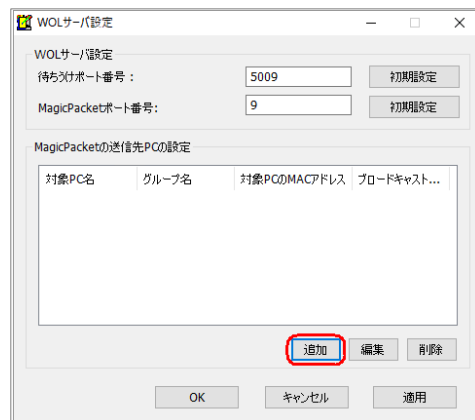 WOLサーバ設定
WOLサーバ設定
待ちうけポート番号： 5009 初期設定
MagicPacketポート番号： 9 初期設定
MagicPacketの送信先PCの設定
対象PC名 グループ名 対象PCのMACアドレス ブロードキャスト...
追加 編集 削除
OK キャンセル 適用